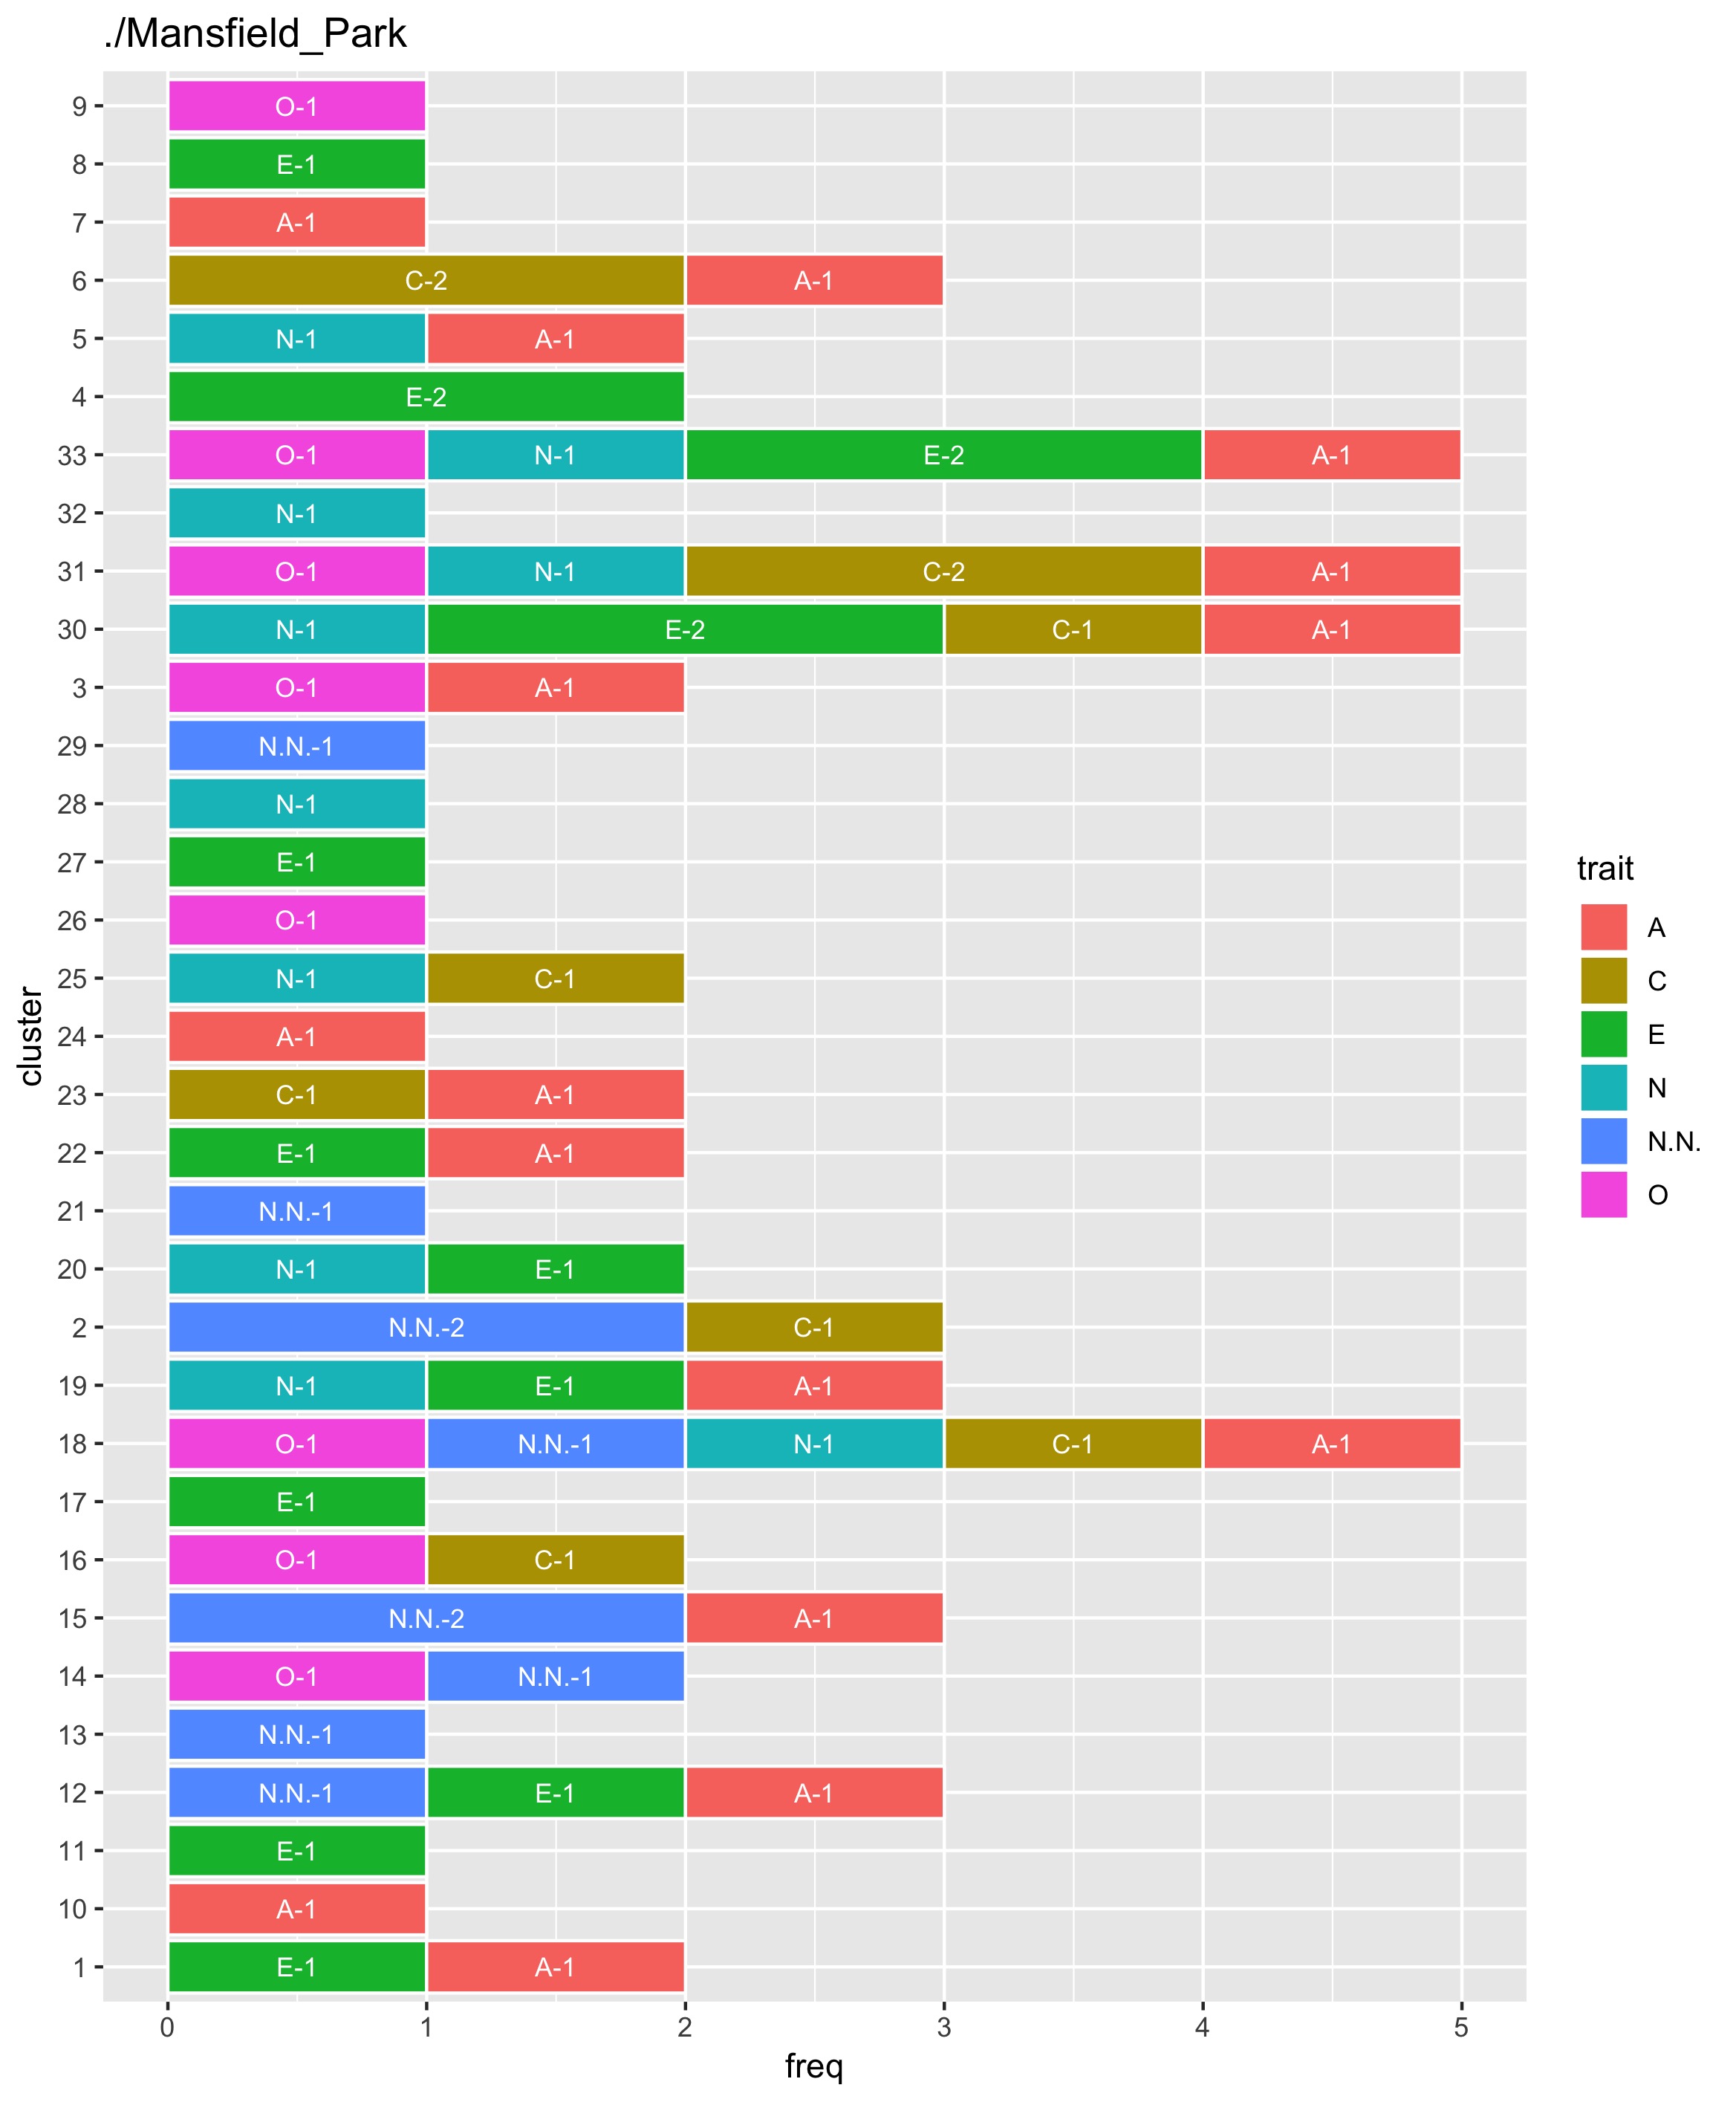 ./Mansfield_Park
9 O-1
8 E-1
7 A-1
6 C-2 A-1
5 N-1 A-1
4 E-2
33 O-1 N-1 E-2 A-1
32 N-1
31 O-1 N-1 C-2 A-1
30 N-1 E-2 C-1 A-1
3 O-1 A-1
29 N.N.-1
28 N-1
27 E-1
26 O-1
25 N-1 C-1
24 A-1
23 C-1 A-1
22 E-1 A-1
21 N.N.-1
20 N-1 E-1
2 N.N.-2 C-1
19 N-1 E-1 A-1
18 O-1 N.N.-1 N-1 C-1 A-1
17 E-1
16 O-1 C-1
15 N.N.-2 A-1
14 O-1 N.N.-1
13 N.N.-1
12 N.N.-1 E-1 A-1
11 E-1
10 A-1
1 E-1 A-1
0 1 2 3 4 5
freq
cluster
trait
A
C
E
N
N.N.
O